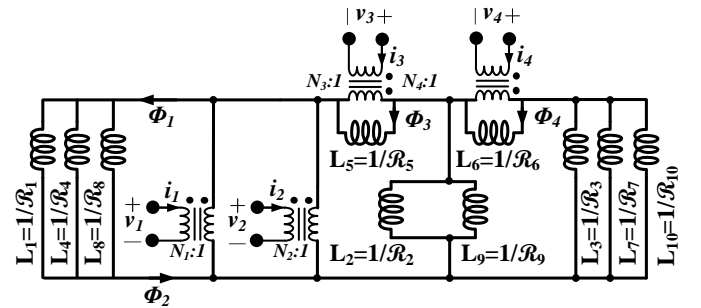 | v3 +
| v4 +
i3
i4
N3:1
N4:1
Φ1
Φ3
Φ4
L5=1/ℛ5
L6=1/ℛ6
L1=1/ℛ1
L4=1/ℛ4
L8=1/ℛ8
+
v1
−
i1
N1:1
+
v2
−
i2
N2:1
L2=1/ℛ2
L9=1/ℛ9
L3=1/ℛ3
L7=1/ℛ7
L10=1/ℛ10
Φ2